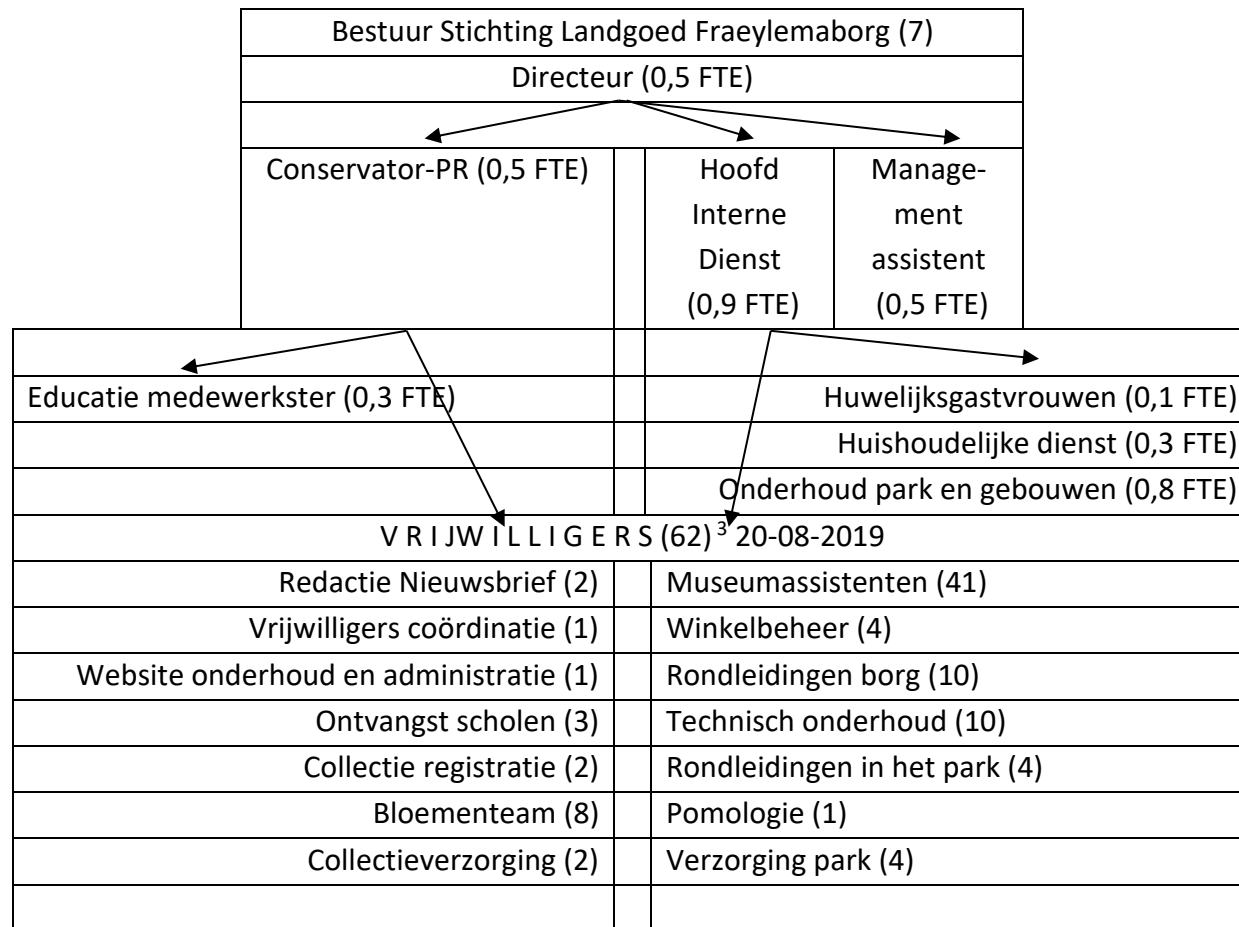 Bestuur Stichting Landgoed Fraeylemaborg (7)
Directeur (0,5 FTE)
Conservator-PR (0,5 FTE)
Hoofd
Interne
Dienst
(0,9 FTE)
Manage-
ment
assistent
(0,5 FTE)
Educatie medewerkster (0,3 FTE)
Huwelijksgastvrouwen (0,1 FTE)
Huishoudelijke dienst (0,3 FTE)
Onderhoud park en gebouwen (0,8 FTE)
V R I JW I L L I G E R S (62) ³ 20-08-2019
Redactie Nieuwsbrief (2)
Museumassistenten (41)
Vrijwilligers coördinatie (1)
Winkelbeheer (4)
Website onderhoud en administratie (1)
Rondleidingen borg (10)
Ontvangst scholen (3)
Technisch onderhoud (10)
Collectie registratie (2)
Rondleidingen in het park (4)
Bloementeam (8)
Pomologie (1)
Collectieverzorging (2)
Verzorging park (4)